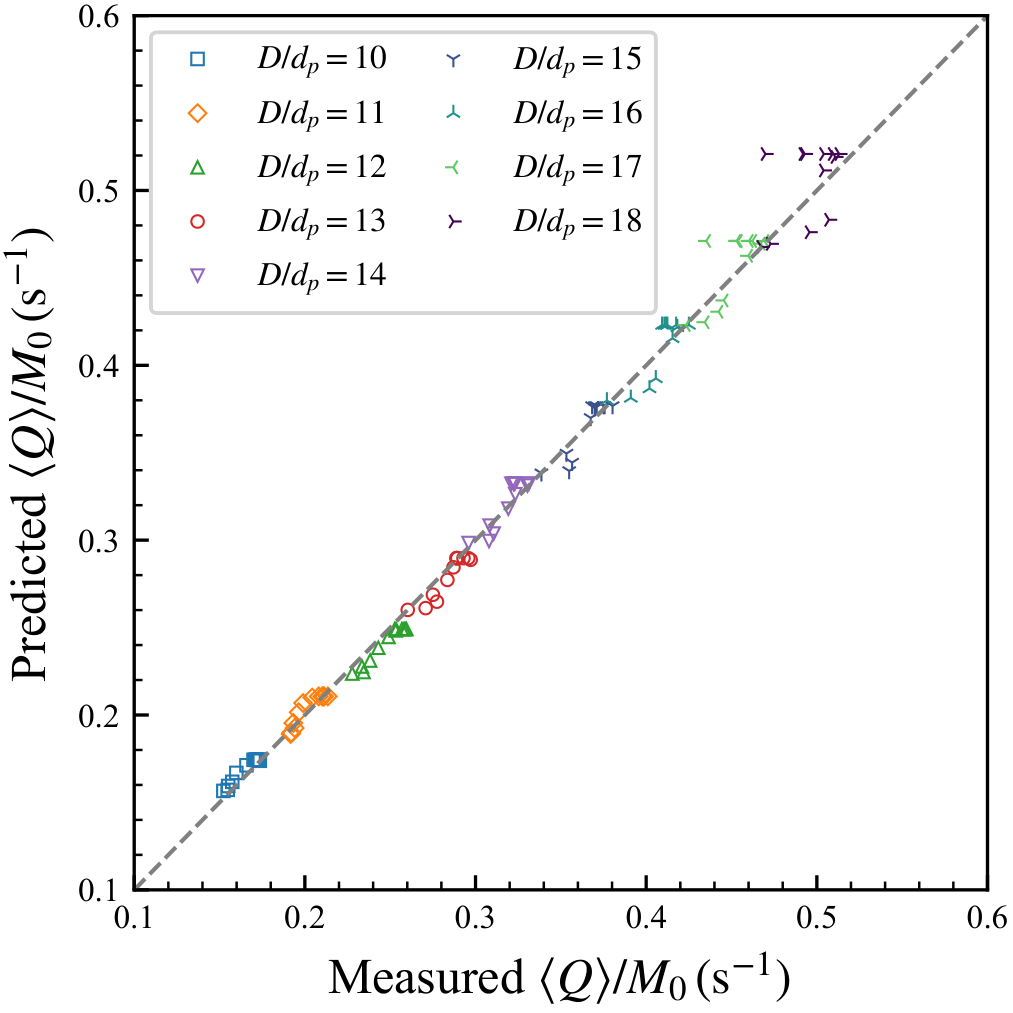 0.6
0.5
0.4
0.3
0.2
0.1
Predicted ⟨Q⟩/M₀ (s⁻¹)
D/dₚ = 10
D/dₚ = 11
D/dₚ = 12
D/dₚ = 13
D/dₚ = 14
D/dₚ = 15
D/dₚ = 16
D/dₚ = 17
D/dₚ = 18
0.1 0.2 0.3 0.4 0.5 0.6
Measured ⟨Q⟩/M₀ (s⁻¹)